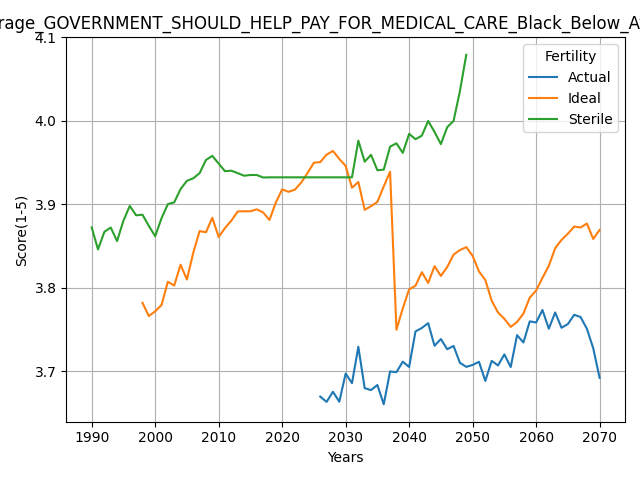 rage_GOVERNMENT_SHOULD_HELP_PAY_FOR_MEDICAL_CARE_Black_Below_A
Fertility
Actual
Ideal
Sterile
Score(1-5)
4.1
4.0
3.9
3.8
3.7
1990 2000 2010 2020 2030 2040 2050 2060 2070
Years